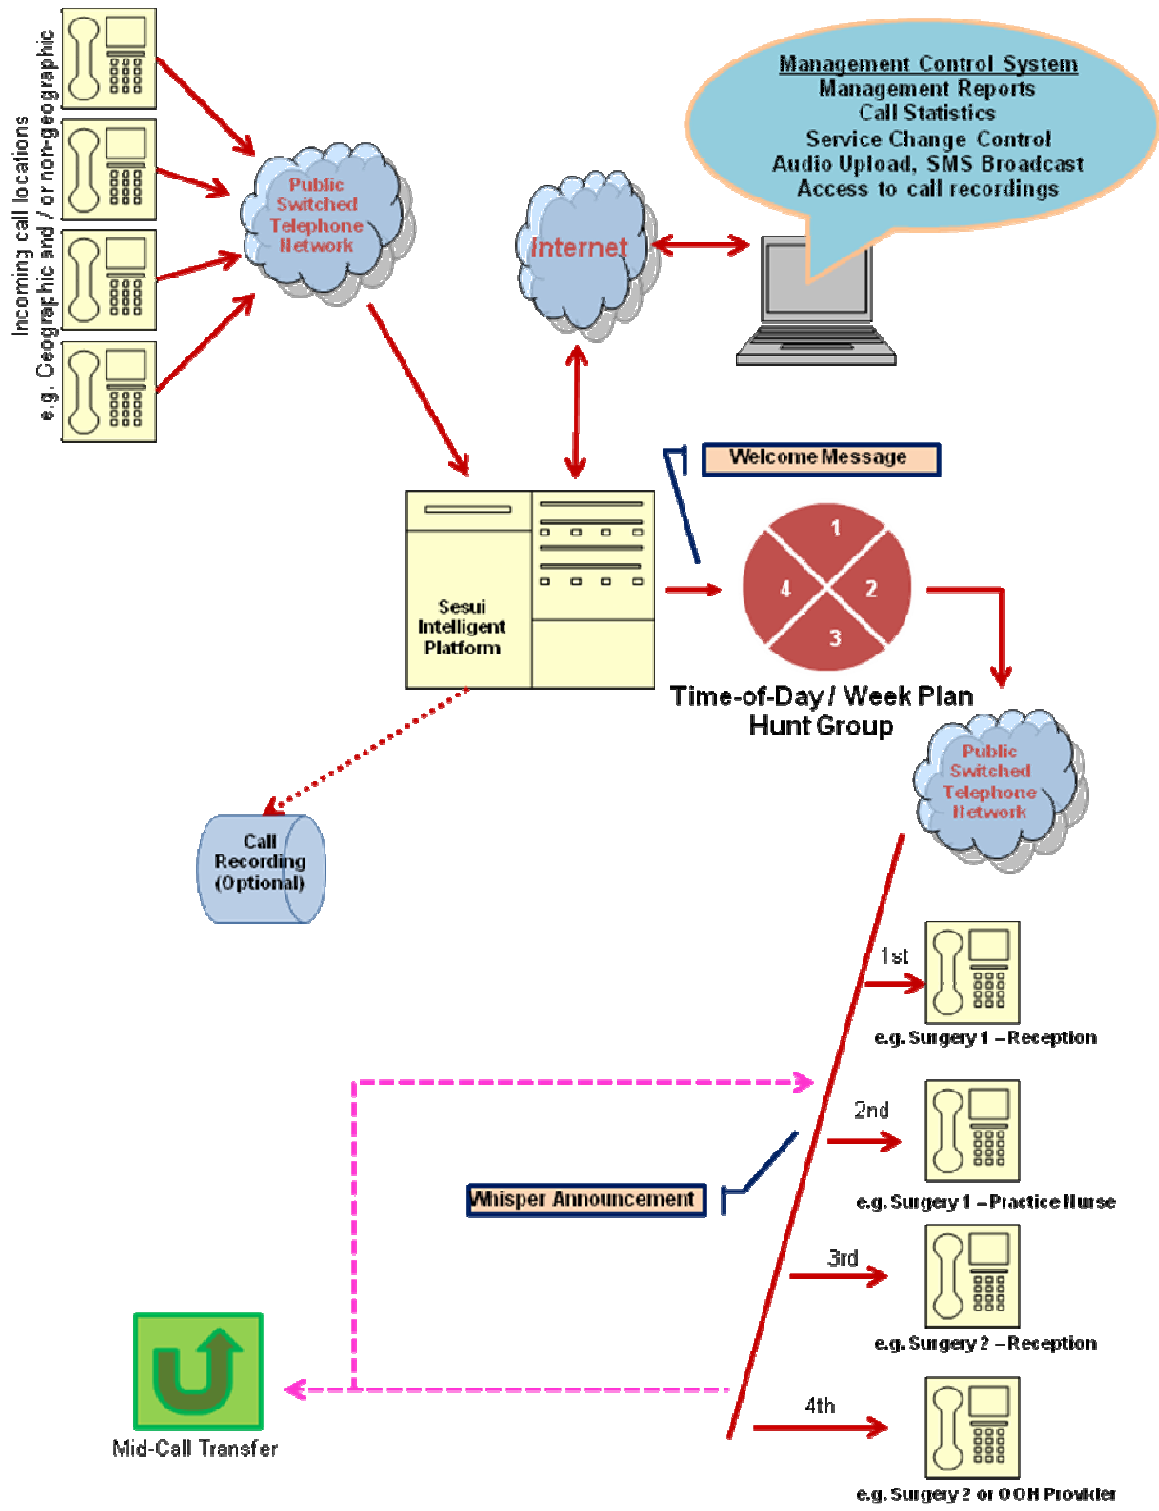 Incoming call locations
e.g. Geographic and / or non-geographic
Public
Switched
Telephone
Network
Internet
Management Control System
Management Reports
Call Statistics
Service Change Control
Audio Upload, SMS Broadcast
Access to call recordings
Welcome Message
Sesui
Intelligent
Platform
1
4
2
3
Time-of-Day / Week Plan
Hunt Group
Public
Switched
Telephone
Network
Call
Recording
(Optional)
1st
e.g. Surgery 1 – Reception
2nd
e.g. Surgery 1 – Practice Nurse
Whisper Announcement
3rd
e.g. Surgery 2 – Reception
4th
e.g. Surgery 2 or OOH Provider
Mid-Call Transfer